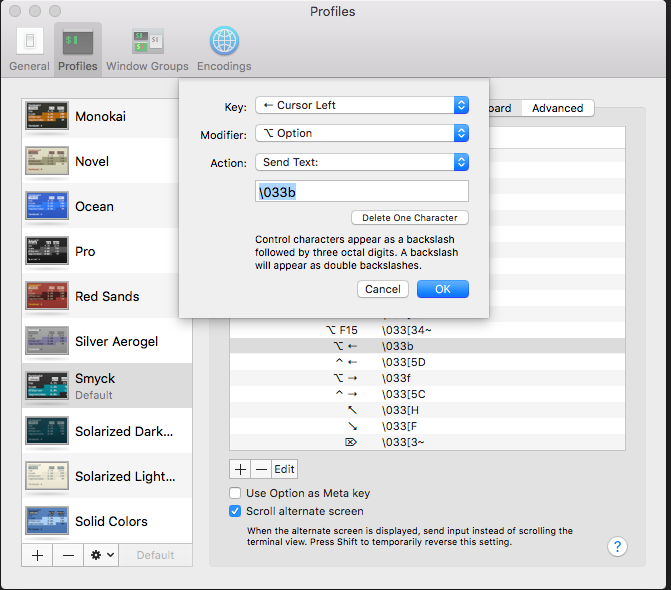 Profiles
General
Profiles
Window Groups
Encodings
Monokai
Novel
Ocean
Pro
Red Sands
Silver Aerogel
Smyck
Default
Solarized Dark...
Solarized Light...
Solid Colors
Default
oard
Advanced
Key:
← Cursor Left
Modifier:
⌥ Option
Action:
Send Text:
\033b
Delete One Character
Control characters appear as a backslash
followed by three octal digits. A backslash
will appear as double backslashes.
Cancel
OK
⌥ F15 \033[34~
⌥ ← \033b
^ ← \033[5D
⌥ → \033f
^ → \033[5C
↖ \033[H
↘ \033[F
⌦ \033[3~
+ — Edit
Use Option as Meta key
Scroll alternate screen
When the alternate screen is displayed, send input instead of scrolling the
terminal view. Press Shift to temporarily reverse this setting.
?